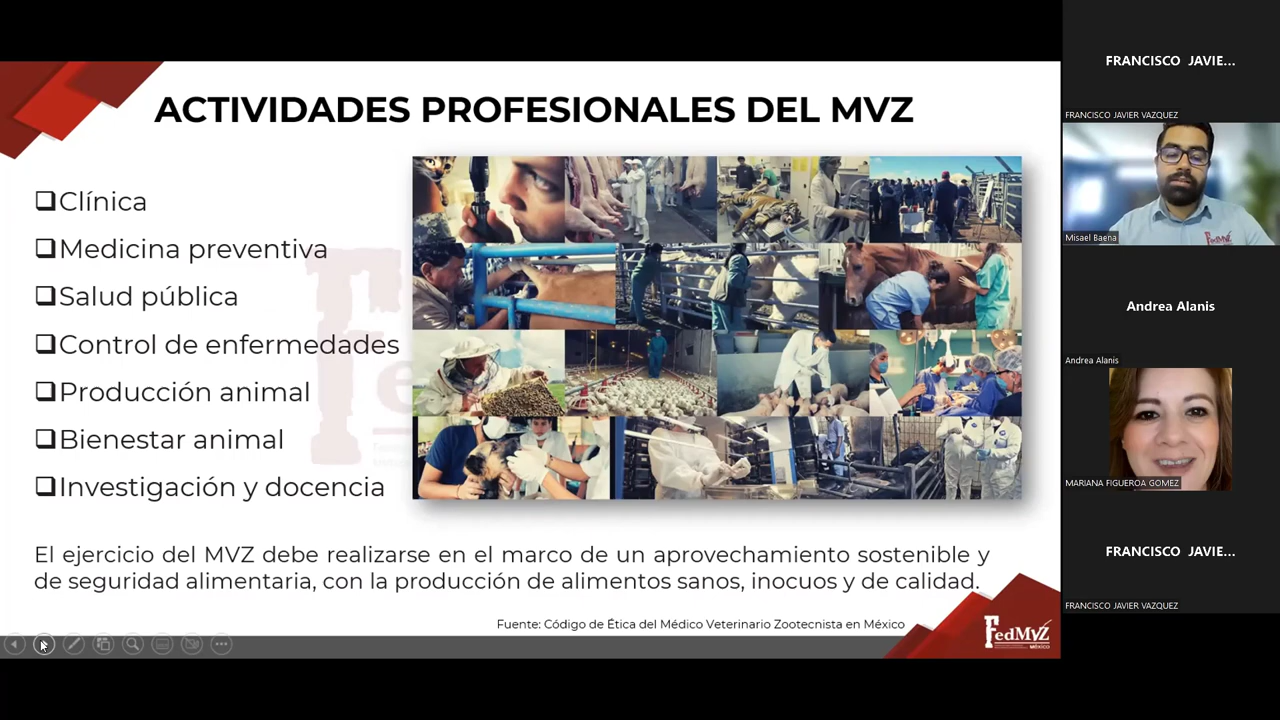 ACTIVIDADES PROFESIONALES DEL MVZ
Clínica
Medicina preventiva
Salud pública
Control de enfermedades
Producción animal
Bienestar animal
Investigación y docencia
El ejercicio del MVZ debe realizarse en el marco de un aprovechamiento sostenible y
de seguridad alimentaria, con la producción de alimentos sanos, inocuos y de calidad.
Fuente: Código de Ética del Médico Veterinario Zootecnista en México
FedMVZ
México
FRANCISCO JAVIE...
FRANCISCO JAVIER VAZQUEZ
FedMVZ
Misael Baena
Andrea Alanis
Andrea Alanis
MARIANA FIGUEROA GOMEZ
FRANCISCO JAVIE...
FRANCISCO JAVIER VAZQUEZ